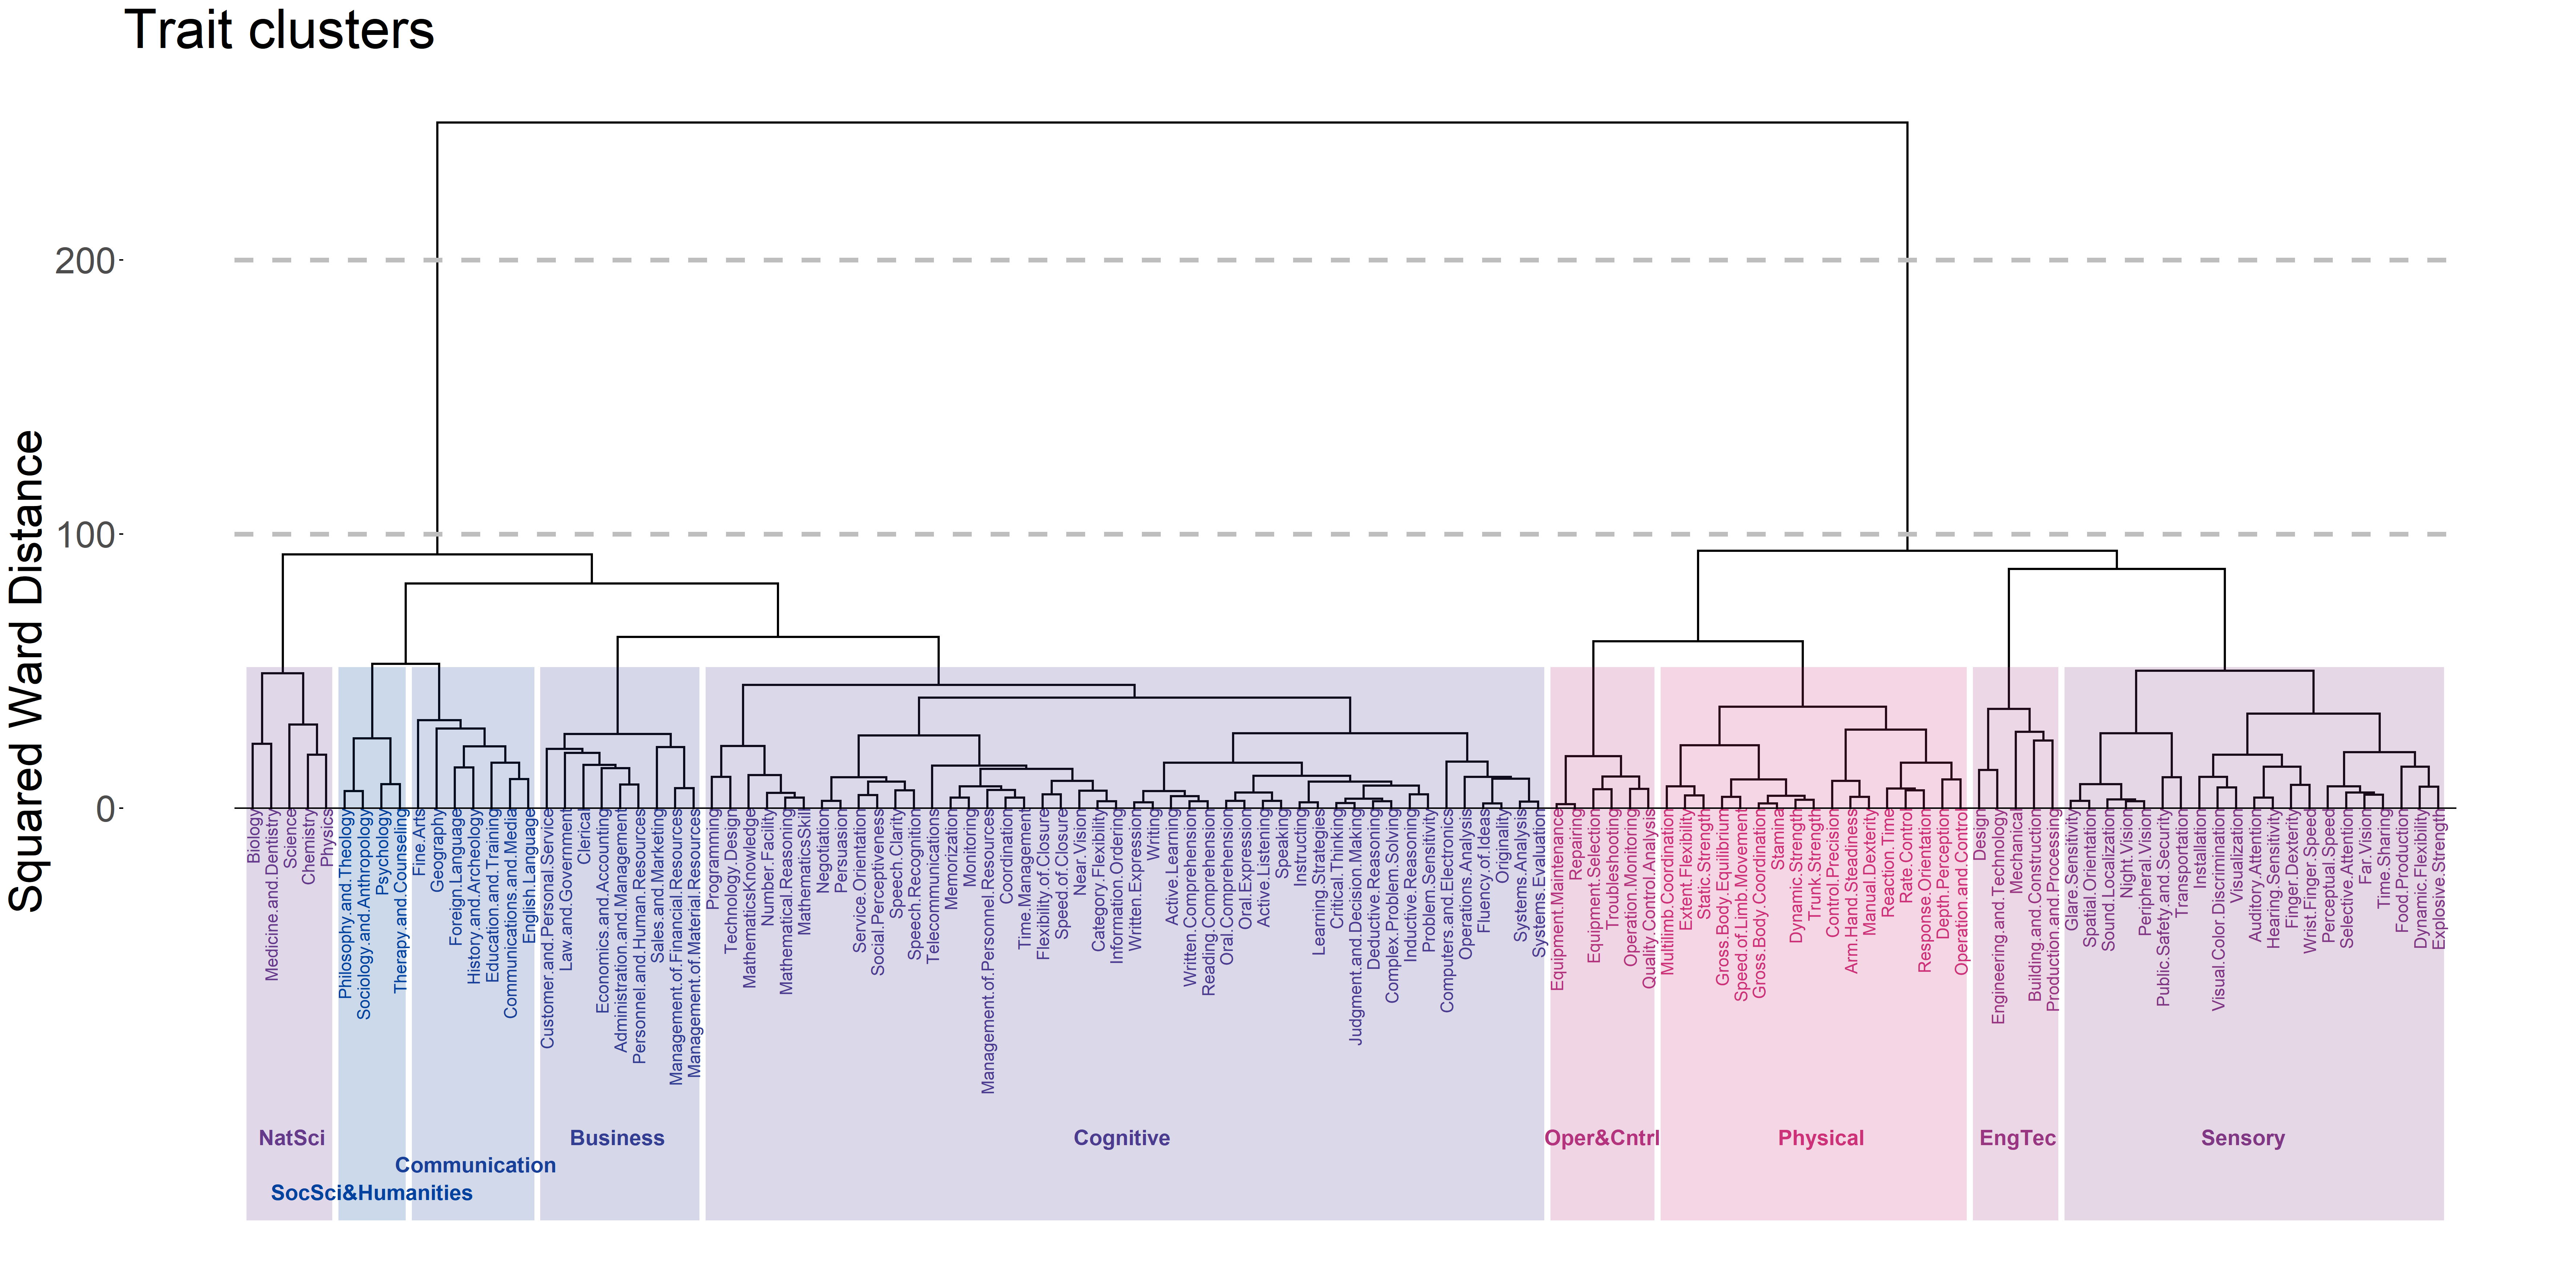 Trait clusters
Squared Ward Distance
200
100
0
Biology
Medicine.and.Dentistry
Science
Chemistry
Physics
Philosophy.and.Theology
Sociology.and.Anthropology
Psychology
Therapy.and.Counseling
Fine.Arts
Geography
Foreign.Language
History.and.Archeology
Education.and.Training
Communications.and.Media
English.Language
Customer.and.Personal.Service
Law.and.Government
Clerical
Economics.and.Accounting
Administration.and.Management
Personnel.and.Human.Resources
Sales.and.Marketing
Management.of.Financial.Resources
Management.of.Material.Resources
Programming
Technology.Design
MathematicsKnowledge
Number.Facility
Mathematical.Reasoning
MathematicsSkill
Negotiation
Persuasion
Service.Orientation
Social.Perceptiveness
Speech.Clarity
Speech.Recognition
Telecommunications
Memorization
Monitoring
Management.of.Personnel.Resources
Coordination
Time.Management
Flexibility.of.Closure
Speed.of.Closure
Near.Vision
Category.Flexibility
Information.Ordering
Written.Expression
Writing
Active.Learning
Written.Comprehension
Reading.Comprehension
Oral.Comprehension
Oral.Expression
Active.Listening
Speaking
Instructing
Learning.Strategies
Critical.Thinking
Judgment.and.Decision.Making
Deductive.Reasoning
Complex.Problem.Solving
Inductive.Reasoning
Problem.Sensitivity
Computers.and.Electronics
Operations.Analysis
Fluency.of.Ideas
Originality
Systems.Analysis
Systems.Evaluation
Equipment.Maintenance
Repairing
Equipment.Selection
Troubleshooting
Operation.Monitoring
Quality.Control.Analysis
Multilimb.Coordination
Extent.Flexibility
Static.Strength
Gross.Body.Equilibrium
Speed.of.Limb.Movement
Gross.Body.Coordination
Stamina
Dynamic.Strength
Trunk.Strength
Control.Precision
Arm.Hand.Steadiness
Manual.Dexterity
Reaction.Time
Rate.Control
Response.Orientation
Depth.Perception
Operation.and.Control
Design
Engineering.and.Technology
Mechanical
Building.and.Construction
Production.and.Processing
Glare.Sensitivity
Spatial.Orientation
Sound.Localization
Night.Vision
Peripheral.Vision
Public.Safety.and.Security
Transportation
Installation
Visual.Color.Discrimination
Visualization
Auditory.Attention
Hearing.Sensitivity
Finger.Dexterity
Wrist.Finger.Speed
Perceptual.Speed
Selective.Attention
Far.Vision
Time.Sharing
Food.Production
Dynamic.Flexibility
Explosive.Strength
NatSci
SocSci&Humanities
Communication
Business
Cognitive
Oper&Cntrl
Physical
EngTec
Sensory